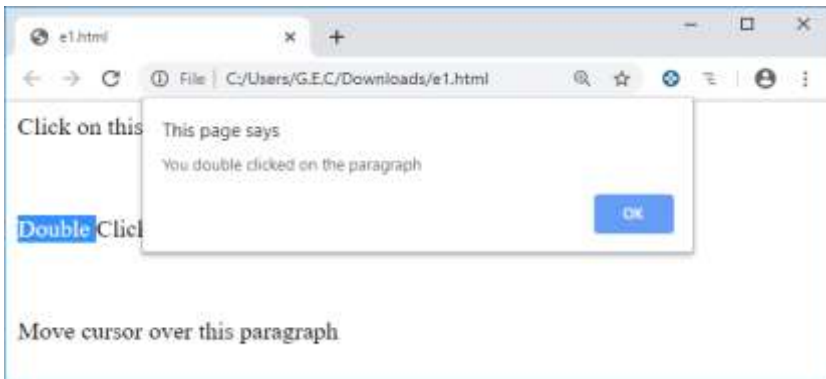 e1.html
File C:/Users/G.E.C/Downloads/e1.html
Click on this
This page says
You double clicked on the paragraph
OK
Double Clicl
Move cursor over this paragraph